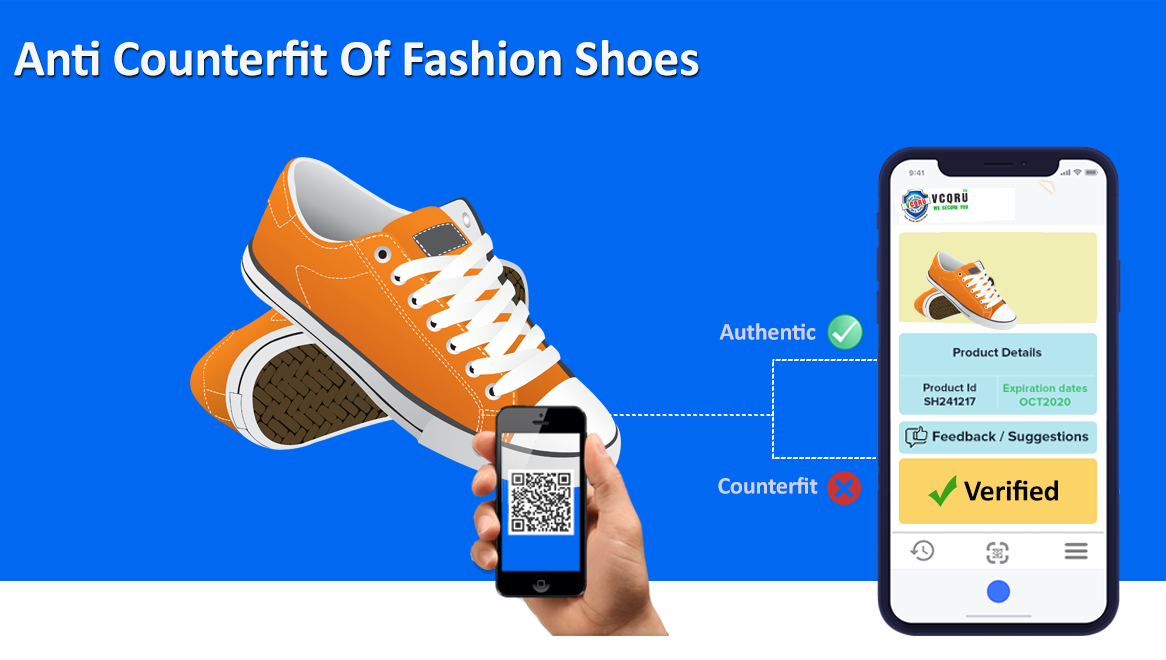 Anti Counterfit Of Fashion Shoes
9:41
VCQRU
WE SECURE YOU
Authentic
Product Details
Product Id
SH241217
Expiration dates
OCT2020
Feedback / Suggestions
Counterfit
Verified